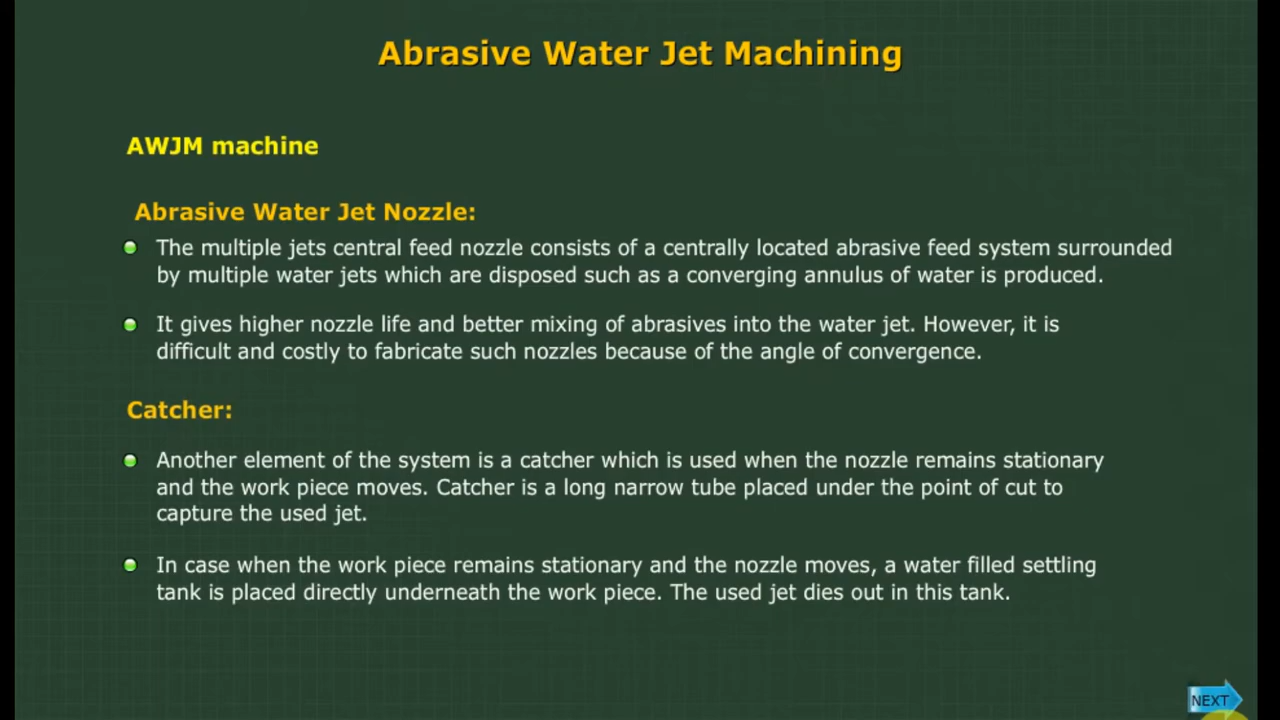 Abrasive Water Jet Machining
AWJM machine
Abrasive Water Jet Nozzle:
The multiple jets central feed nozzle consists of a centrally located abrasive feed system surrounded
by multiple water jets which are disposed such as a converging annulus of water is produced.
It gives higher nozzle life and better mixing of abrasives into the water jet. However, it is
difficult and costly to fabricate such nozzles because of the angle of convergence.
Catcher:
Another element of the system is a catcher which is used when the nozzle remains stationary
and the work piece moves. Catcher is a long narrow tube placed under the point of cut to
capture the used jet.
In case when the work piece remains stationary and the nozzle moves, a water filled settling
tank is placed directly underneath the work piece. The used jet dies out in this tank.
NEXT